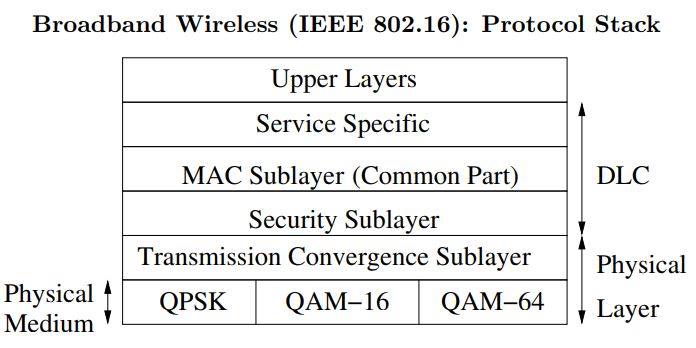 Broadband Wireless (IEEE 802.16): Protocol Stack
Upper Layers
Service Specific
MAC Sublayer (Common Part)
DLC
Security Sublayer
Transmission Convergence Sublayer
Physical
Layer
Physical
Medium
QPSK
QAM−16
QAM−64